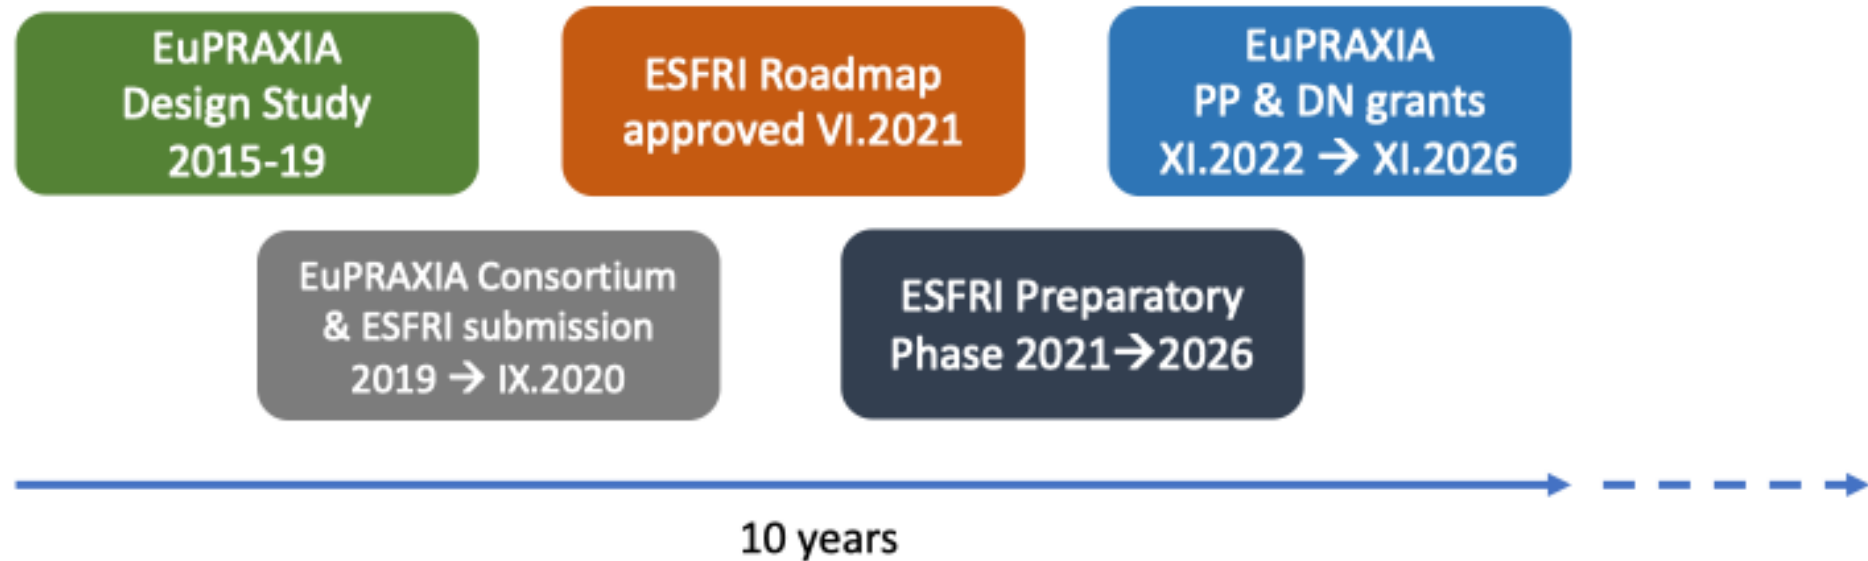 EuPRAXIA
Design Study
2015-19
ESFRI Roadmap
approved VI.2021
EuPRAXIA
PP & DN grants
XI.2022 → XI.2026
EuPRAXIA Consortium
& ESFRI submission
2019 → IX.2020
ESFRI Preparatory
Phase 2021→2026
10 years